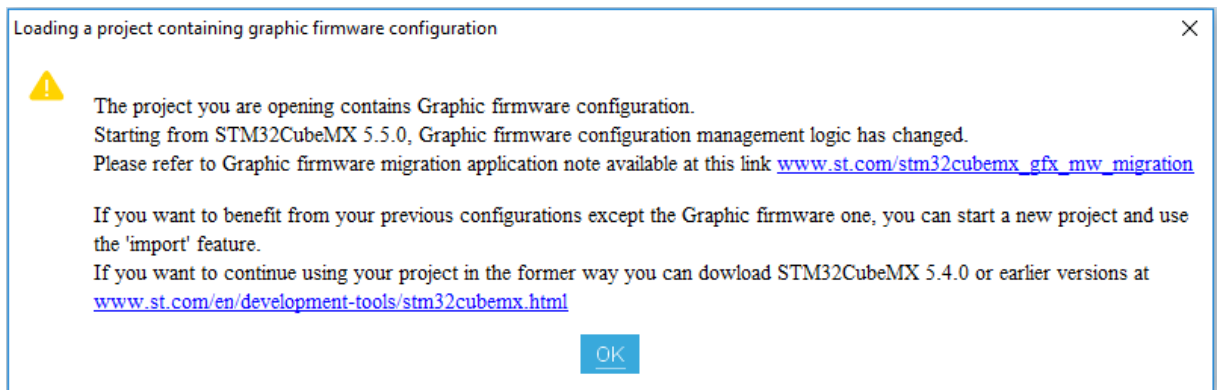 Loading a project containing graphic firmware configuration
The project you are opening contains Graphic firmware configuration.
Starting from STM32CubeMX 5.5.0, Graphic firmware configuration management logic has changed.
Please refer to Graphic firmware migration application note available at this link www.st.com/stm32cubemx_gfx_mw_migration
If you want to benefit from your previous configurations except the Graphic firmware one, you can start a new project and use
the 'import' feature.
If you want to continue using your project in the former way you can dowload STM32CubeMX 5.4.0 or earlier versions at
www.st.com/en/development-tools/stm32cubemx.html
OK